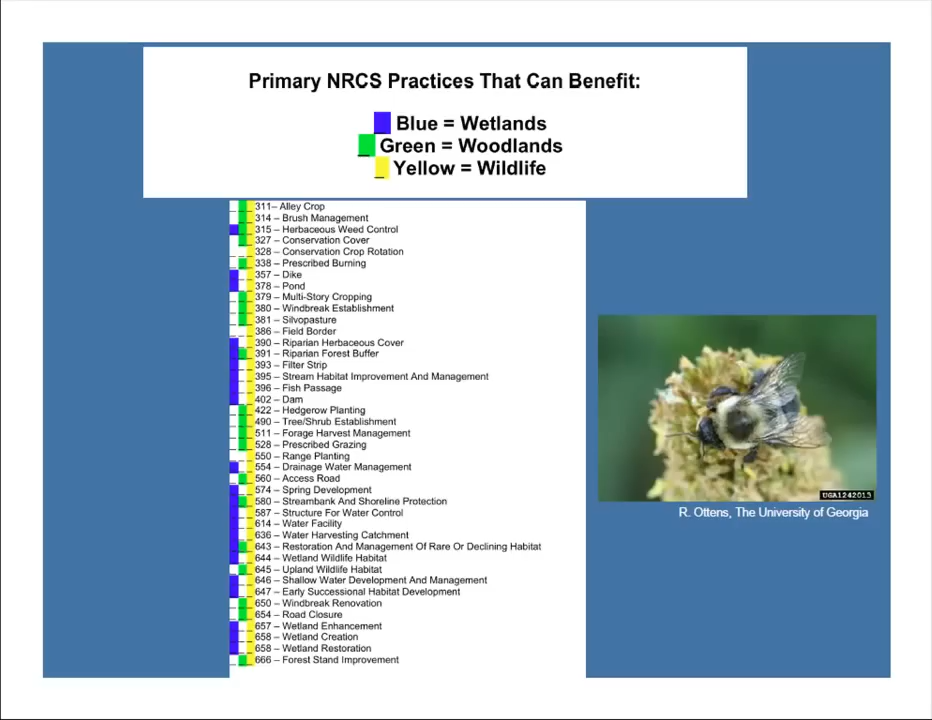 Primary NRCS Practices That Can Benefit:
Blue = Wetlands
Green = Woodlands
Yellow = Wildlife
311– Alley Crop
314 – Brush Management
315 – Herbaceous Weed Control
327 – Conservation Cover
328 – Conservation Crop Rotation
338 – Prescribed Burning
357 – Dike
378 – Pond
379 – Multi-Story Cropping
380 – Windbreak Establishment
381 – Silvopasture
386 – Field Border
390 – Riparian Herbaceous Cover
391 – Riparian Forest Buffer
393 – Filter Strip
395 – Stream Habitat Improvement And Management
396 – Fish Passage
402 – Dam
422 – Hedgerow Planting
490 – Tree/Shrub Establishment
511 – Forage Harvest Management
528 – Prescribed Grazing
550 – Range Planting
554 – Drainage Water Management
560 – Access Road
574 – Spring Development
580 – Streambank And Shoreline Protection
587 – Structure For Water Control
614 – Water Facility
636 – Water Harvesting Catchment
643 – Restoration And Management Of Rare Or Declining Habitat
644 – Wetland Wildlife Habitat
645 – Upland Wildlife Habitat
646 – Shallow Water Development And Management
647 – Early Successional Habitat Development
650 – Windbreak Renovation
654 – Road Closure
657 – Wetland Enhancement
658 – Wetland Creation
658 – Wetland Restoration
666 – Forest Stand Improvement
UGA1242013
R. Ottens, The University of Georgia